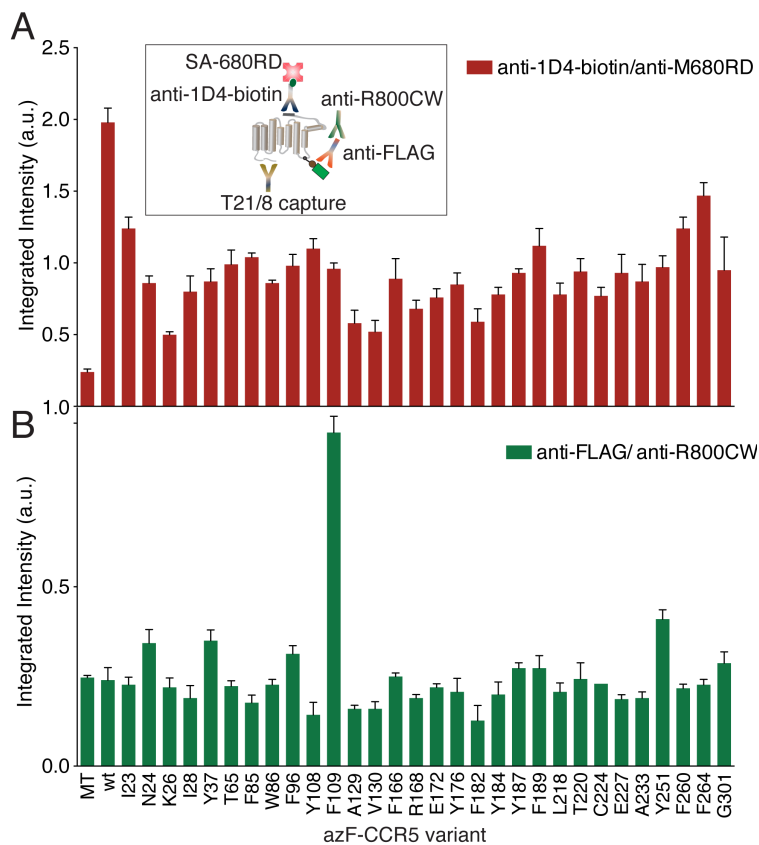 A
2.5
2.0
1.5
1.0
0.5
1.0
Integrated Intensity (a.u.)
SA-680RD
anti-1D4-biotin
anti-R800CW
anti-FLAG
T21/8 capture
anti-1D4-biotin/anti-M680RD
B
0.5
0.0
Integrated Intensity (a.u.)
anti-FLAG/ anti-R800CW
MT
wt
I23
N24
K26
I28
Y37
T65
F85
W86
F96
Y108
F109
A129
V130
F166
R168
E172
Y176
F182
Y184
Y187
F189
L218
T220
C224
E227
A233
Y251
F260
F264
G301
azF-CCR5 variant